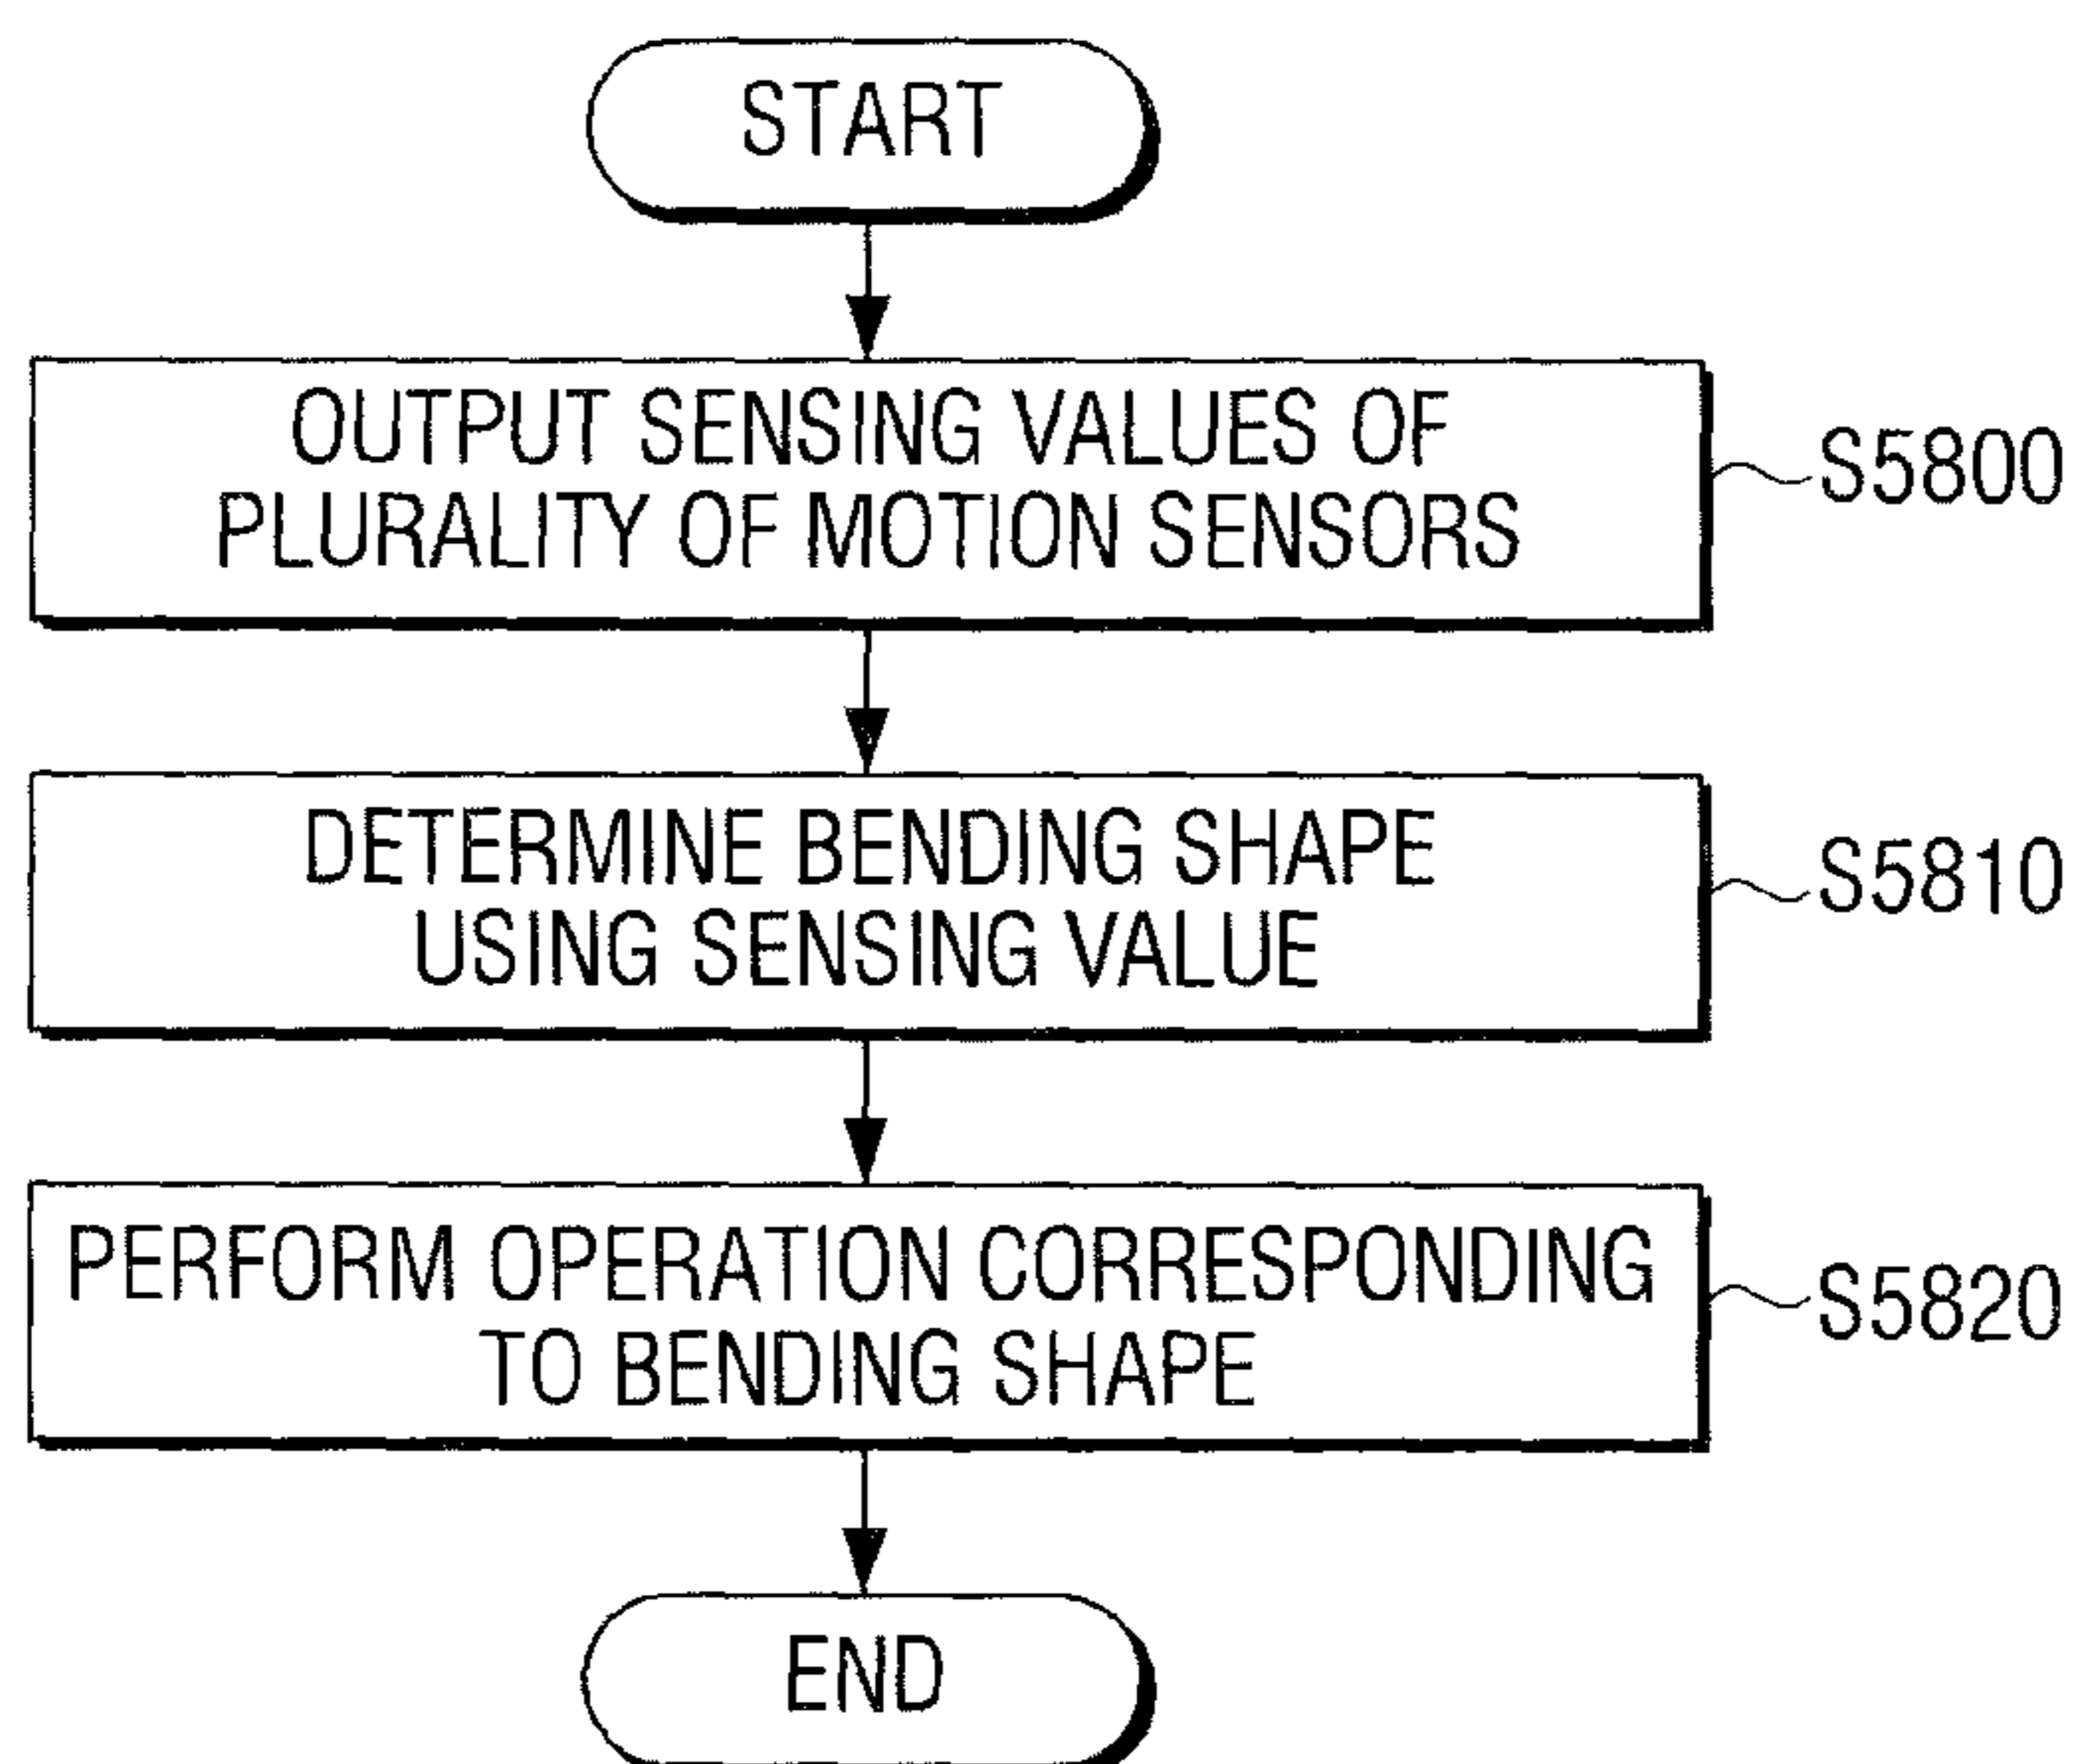 START
OUTPUT SENSING VALUES OF
PLURALITY OF MOTION SENSORS
S5800
DETERMINE BENDING SHAPE
USING SENSING VALUE
S5810
PERFORM OPERATION CORRESPONDING
TO BENDING SHAPE
S5820
END